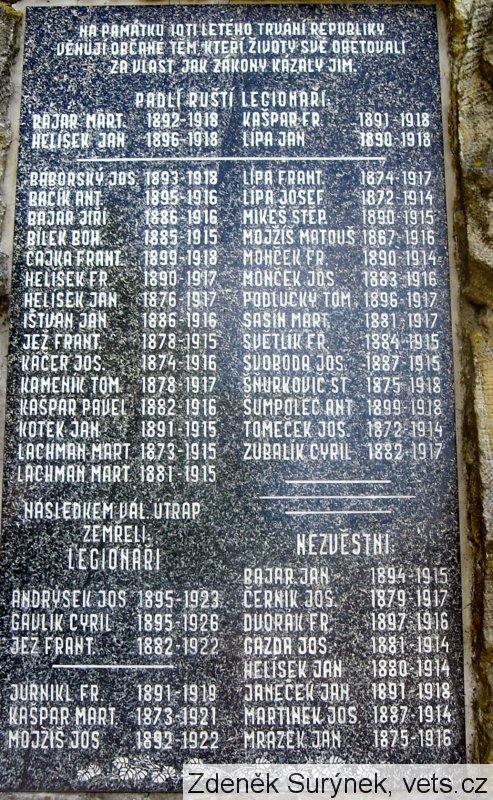 NA PAMÁTKU 10TI LETÉHO TRVÁNÍ REPUBLIKY
VĚNUJÍ OBČANÉ TĚM, KTEŘÍ ŽIVOTY SVÉ OBĚTOVALI
ZA VLAST, JAK ZÁKONY KÁZALY JIM.
PADLÍ RUŠTÍ LEGIONÁŘI:
BAJAR MART. 1892-1918
HELÍSEK JAN 1896-1918
KAŠPAR FR. 1891-1918
LÍPA JAN 1890-1918
BÁBORSKÝ JOS. 1893-1918
BAČÍK ANT. 1895-1916
BAJAR JIŘÍ 1886-1916
BÍLEK BOH. 1885-1915
ČAJKA FRANT. 1899-1918
HELÍSEK FR. 1890-1917
HELÍSEK JAN 1876-1917
IŠTVÁN JAN 1886-1916
JEŽ FRANT. 1878-1915
KAČER JOS. 1874-1916
KAMENÍK TOM. 1878-1917
KAŠPAR PAVEL 1882-1916
KOTEK JAN 1891-1915
LACHMAN MART. 1873-1915
LACHMAN MART. 1881-1915
LÍPA FRANT. 1874-1917
LÍPA JOSEF 1872-1914
MIKEŠ ŠTĚP. 1890-1915
MOJŽÍŠ MATOUŠ 1867-1916
MONČEK FR. 1890-1914
MONČEK JOS. 1883-1916
PODLUCKÝ TOM. 1896-1917
SASÍN MART. 1881-1917
SVĚTLÍK FR. 1884-1915
SVOBODA JOS. 1887-1915
ŠŇURKOVIČ ST. 1875-1918
ŠUMPOLEC ANT. 1899-1918
TOMEČEK JOS. 1872-1914
ZUBALÍK CYRIL 1882-1917
NÁSLEDKEM VÁL. ÚTRAP
ZEMŘELI:
LEGIONÁŘI
ANDRÝSEK JOS. 1895-1923
GAVLÍK CYRIL 1895-1926
JEŽ FRANT. 1882-1922
JURNIKL FR. 1891-1919
KAŠPAR MART. 1873-1921
MOJŽÍŠ JOS. 1892-1922
NEZVĚSTNI:
BAJAR JAN 1894-1915
ČERNÍK JOS. 1879-1917
DVOŘÁK FR. 1897-1916
GAZDA JOS. 1881-1914
HELÍSEK JAN 1880-1914
JANEČEK JAN 1891-1918
MARTINEK JOS. 1887-1914
MRÁZEK JAN 1875-1916
Zdeněk Surýnek, vets.cz